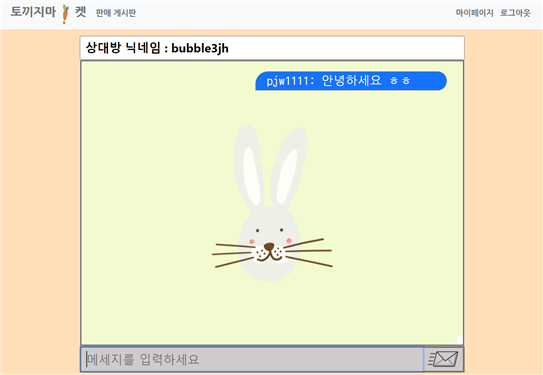 토끼지마켓 판매 게시판 마이페이지 로그아웃
상대방 닉네임 : bubble3jh
pjw1111: 안녕하세요 ㅎㅎ
메세지를 입력하세요